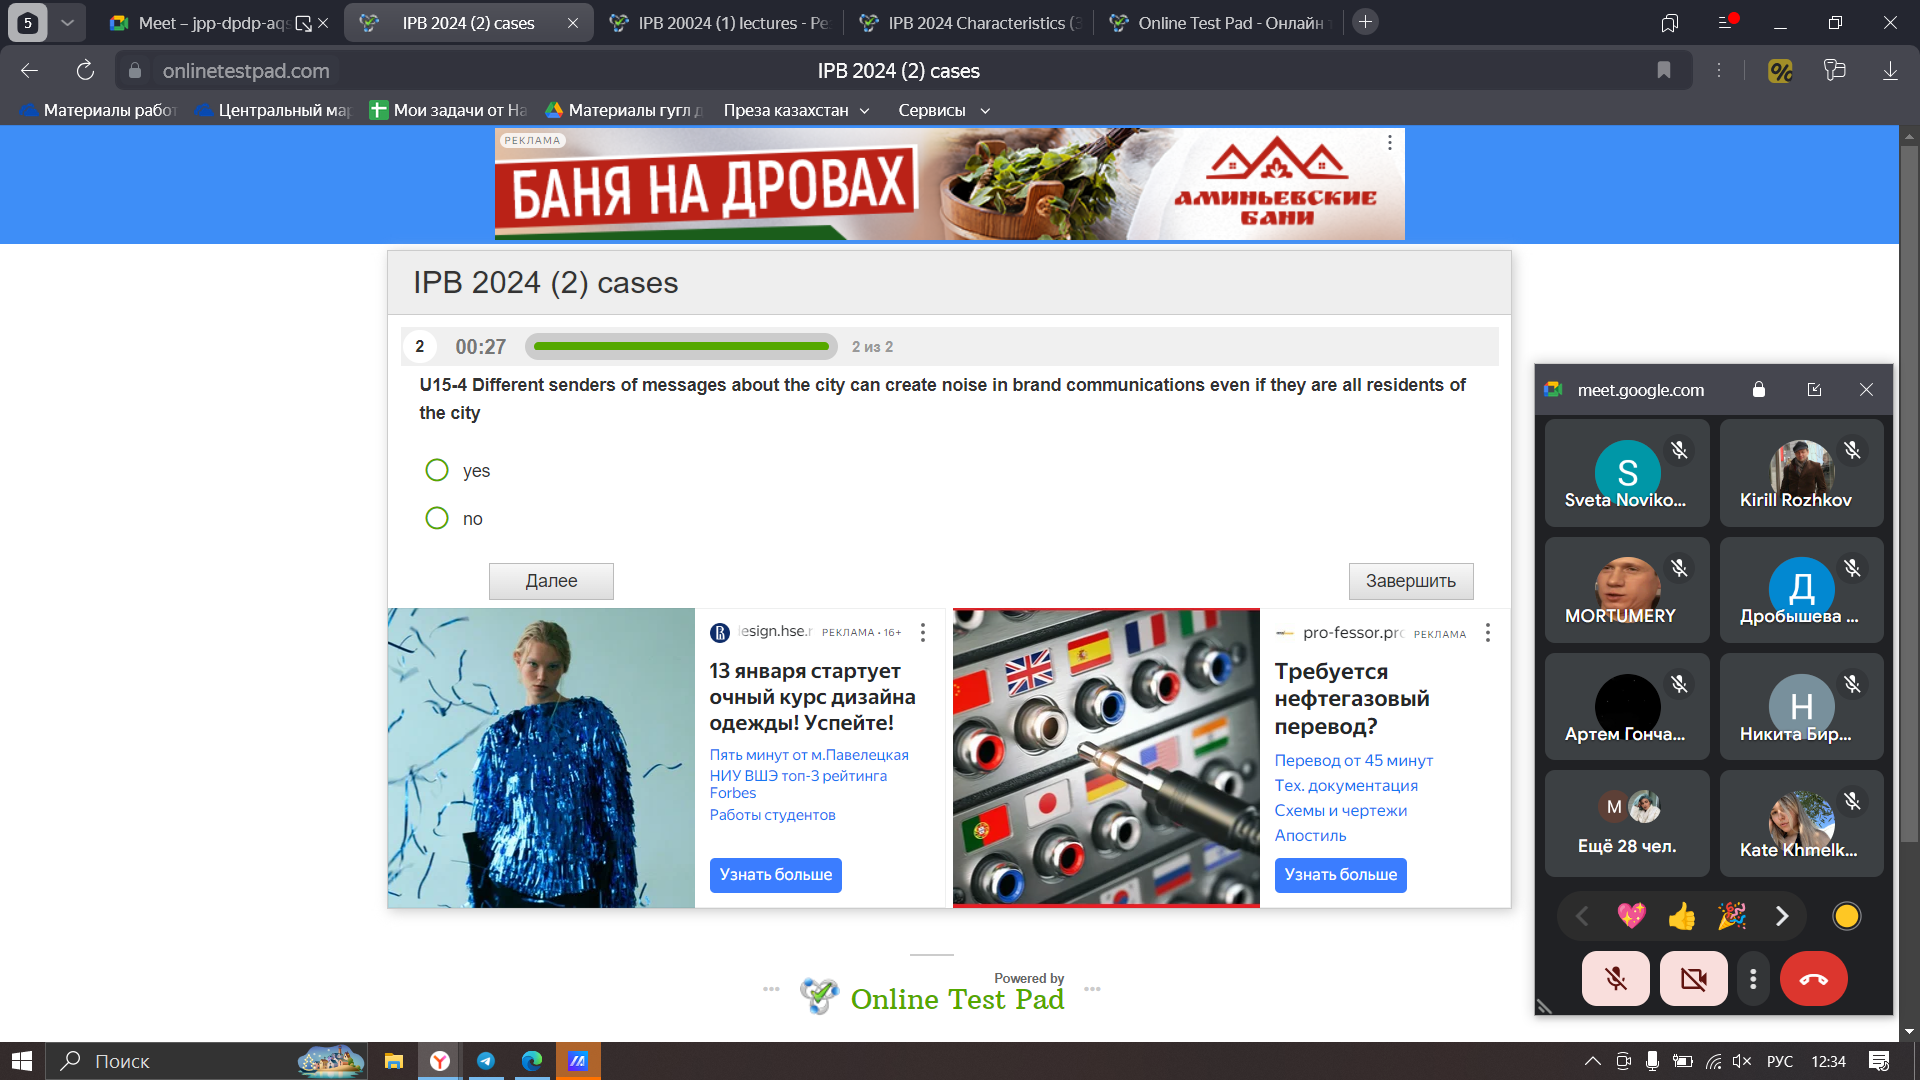 5
Meet – jpp-dpdp-aqs
IPB 2024 (2) cases
IPB 20024 (1) lectures - Ре
IPB 2024 Characteristics (3
Online Test Pad - Онлайн т
onlinetestpad.com
IPB 2024 (2) cases
Материалы работ
Центральный мар
Мои задачи от На
Материалы гугл д
Преза казахстан
Сервисы
РЕКЛАМА
БАНЯ НА ДРОВАХ
АМИНЬЕВСКИЕ
БАНИ
IPB 2024 (2) cases
2
00:27
2 из 2
U15-4 Different senders of messages about the city can create noise in brand communications even if they are all residents of
the city
yes
no
Далее
Завершить
esign.hse.r
РЕКЛАМА • 16+
13 января стартует
очный курс дизайна
одежды! Успейте!
Пять минут от м.Павелецкая
НИУ ВШЭ топ-3 рейтинга
Forbes
Работы студентов
Узнать больше
pro-fessor.pro
РЕКЛАМА
Требуется
нефтегазовый
перевод?
Перевод от 45 минут
Тех. документация
Схемы и чертежи
Апостиль
Узнать больше
Powered by
Online Test Pad
meet.google.com
S
Sveta Noviko...
Kirill Rozhkov
MORTUMERY
Д
Дробышева ...
Артем Гонча...
Н
Никита Бир...
М
Ещё 28 чел.
Kate Khmelk...
Поиск
РУС
12:34